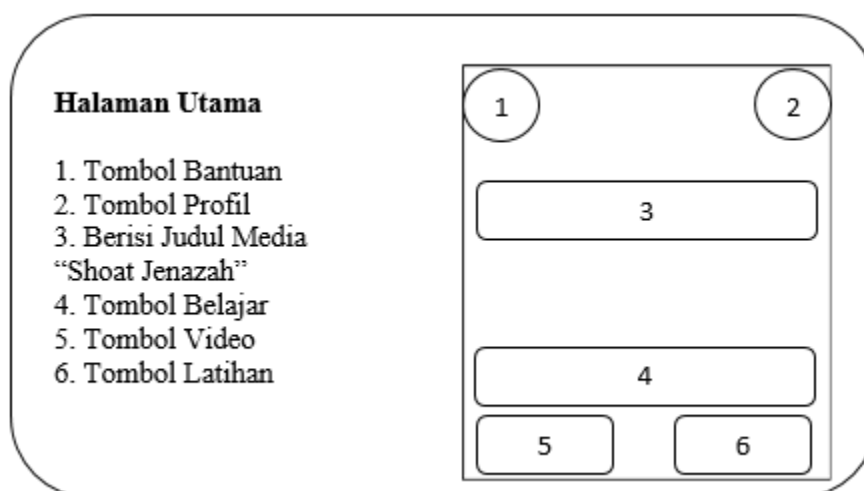 Halaman Utama
1. Tombol Bantuan
2. Tombol Profil
3. Berisi Judul Media
“Shoat Jenazah”
4. Tombol Belajar
5. Tombol Video
6. Tombol Latihan
1
2
3
4
5
6